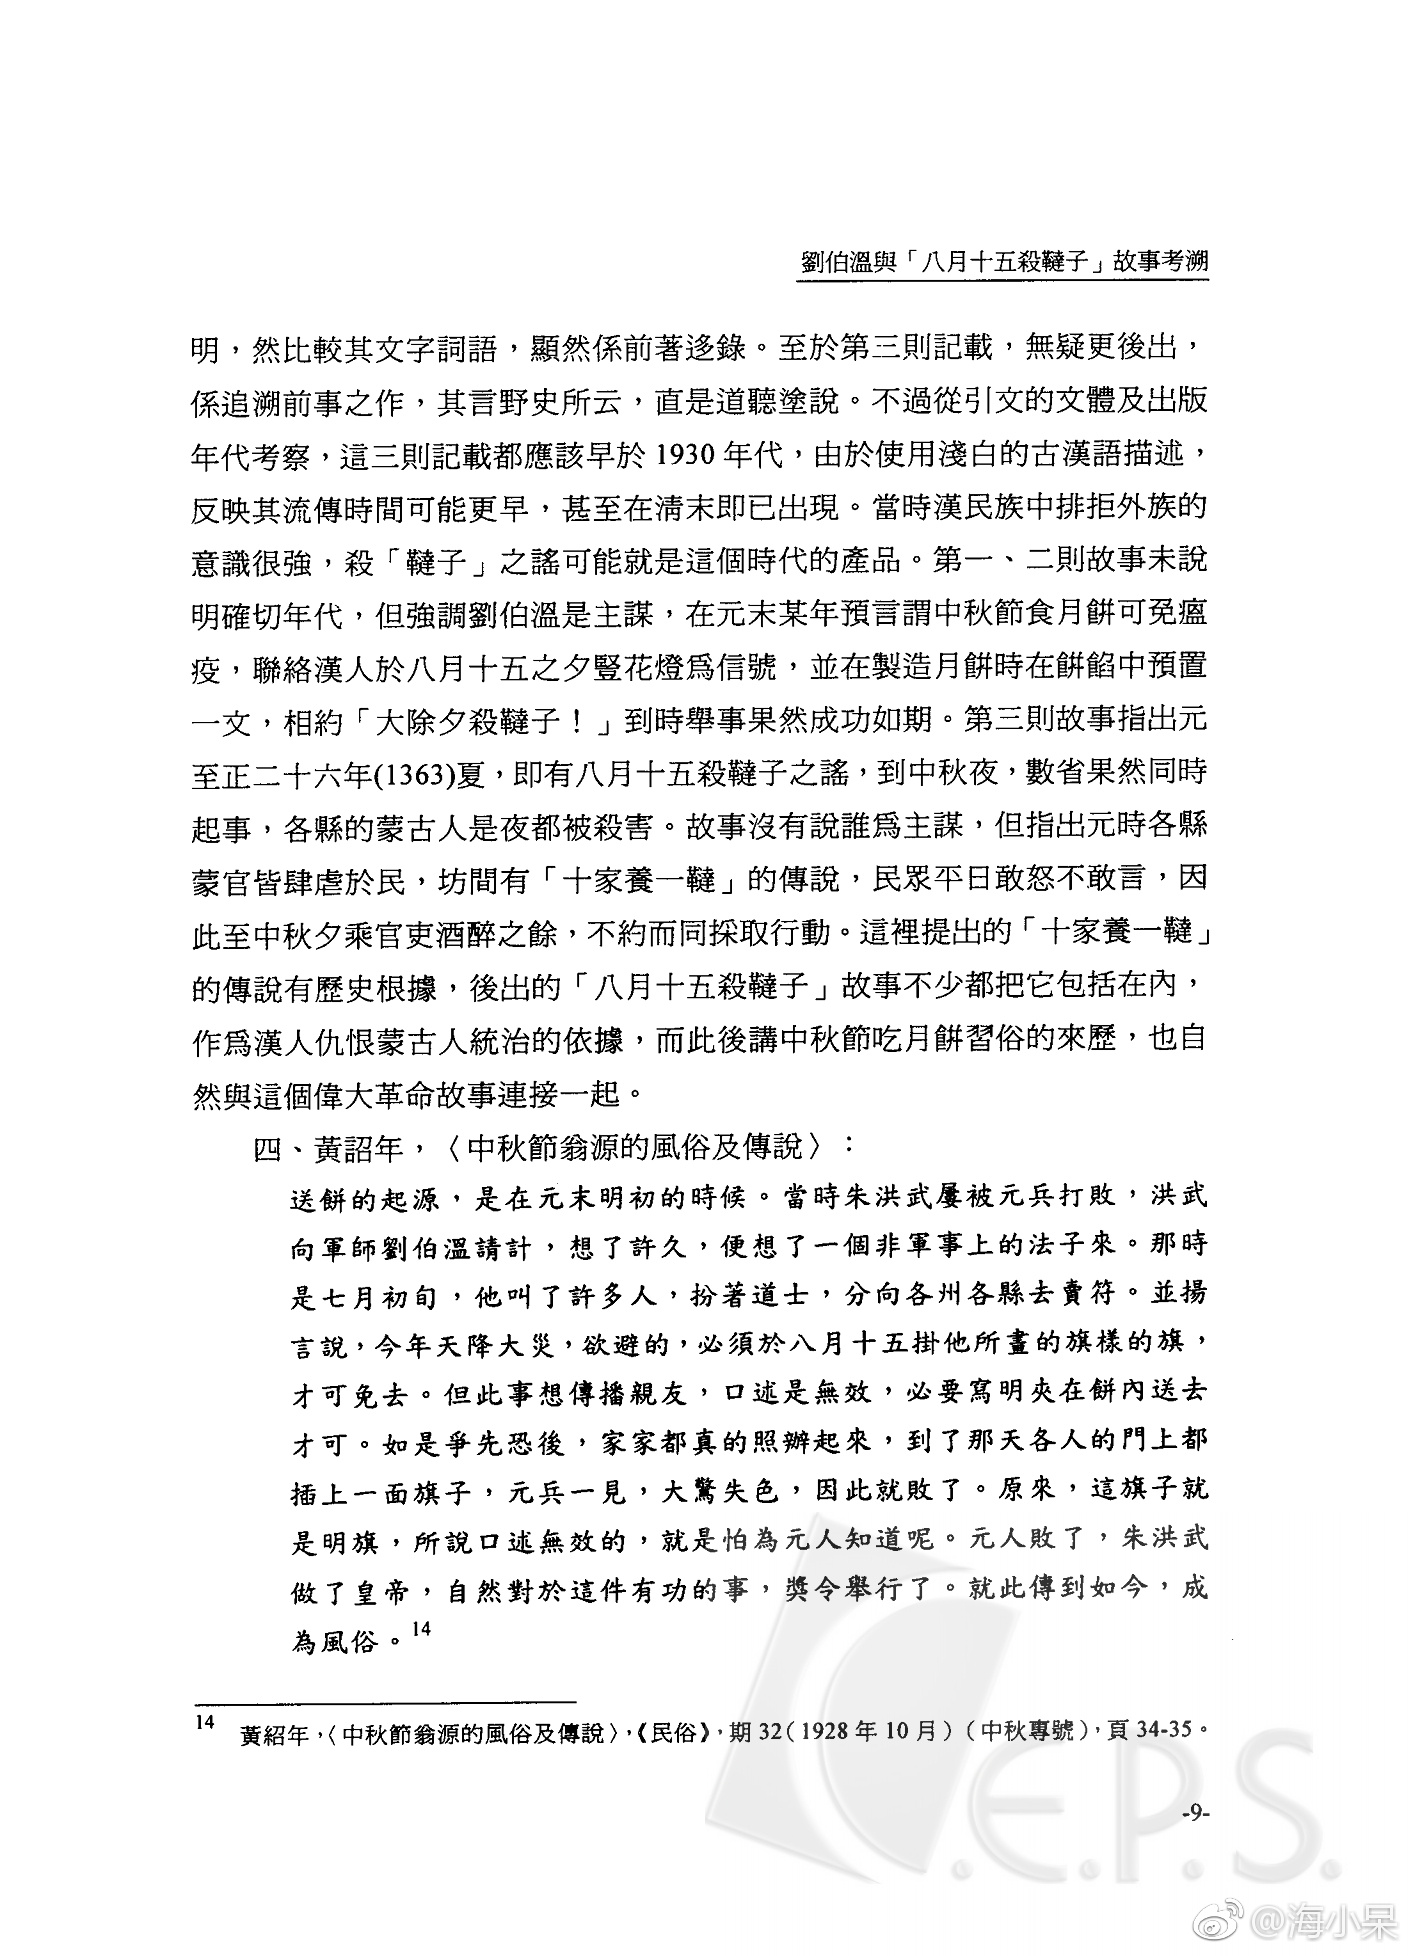 劉伯溫與「八月十五殺韃子」故事考溯
明，然比較其文字詞語，顯然係前著迻錄。至於第三則記載，無疑更後出，
係追溯前事之作，其言野史所云，直是道聽塗說。不過從引文的文體及出版
年代考察，這三則記載都應該早於 1930 年代，由於使用淺白的古漢語描述，
反映其流傳時間可能更早，甚至在清末即已出現。當時漢民族中排拒外族的
意識很強，殺「韃子」之謠可能就是這個時代的產品。第一、二則故事未說
明確切年代，但強調劉伯溫是主謀，在元末某年預言謂中秋節食月餅可免瘟
疫，聯絡漢人於八月十五之夕豎花燈為信號，並在製造月餅時在餅餡中預置
一文，相約「大除夕殺韃子！」到時舉事果然成功如期。第三則故事指出元
至正二十六年(1363)夏，即有八月十五殺韃子之謠，到中秋夜，數省果然同時
起事，各縣的蒙古人是夜都被殺害。故事沒有說誰為主謀，但指出元時各縣
蒙官皆肆虐於民，坊間有「十家養一韃」的傳說，民眾平日敢怒不敢言，因
此至中秋夕乘官吏酒醉之餘，不約而同採取行動。這裡提出的「十家養一韃」
的傳說有歷史根據，後出的「八月十五殺韃子」故事不少都把它包括在內，
作為漢人仇恨蒙古人統治的依據，而此後講中秋節吃月餅習俗的來歷，也自
然與這個偉大革命故事連接一起。
四、黃詔年，〈中秋節翁源的風俗及傳說〉：
送餅的起源，是在元末明初的時候。當時朱洪武屢被元兵打敗，洪武
向軍師劉伯溫請計，想了許久，便想了一個非軍事上的法子來。那時
是七月初旬，他叫了許多人，扮著道士，分向各州各縣去賣符。並揚
言說，今年天降大災，欲避的，必須於八月十五掛他所畫的旗樣的旗，
才可免去。但此事想傳播親友，口述是無效，必要寫明夾在餅內送去
才可。如是爭先恐後，家家都真的照辦起來，到了那天各人的門上都
插上一面旗子，元兵一見，大驚失色，因此就敗了。原來，這旗子就
是明旗，所說口述無效的，就是怕為元人知道呢。元人敗了，朱洪武
做了皇帝，自然對於這件有功的事，獎令舉行了。就此傳到如今，成
為風俗。14
14 黃紹年，〈中秋節翁源的風俗及傳說〉，《民俗》，期 32（1928 年 10 月）（中秋專號），頁 34-35。
-9-
C.E.P.S.
@海小呆